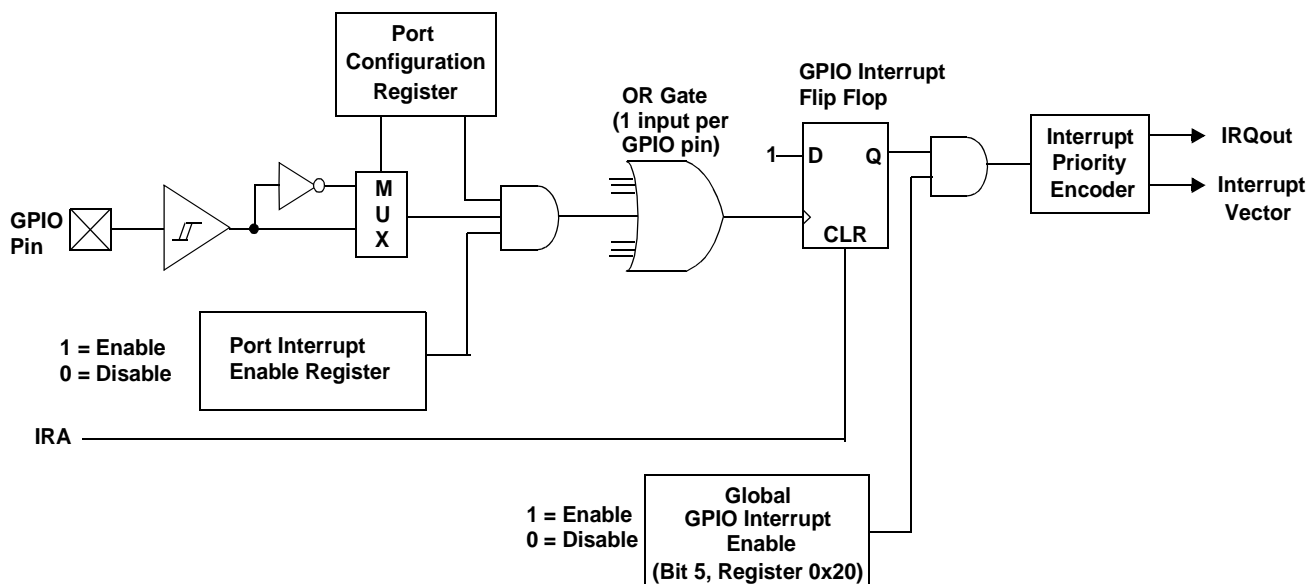 Port
Configuration
Register
GPIO Interrupt
Flip Flop
OR Gate
(1 input per
GPIO pin)
GPIO
Pin
M
U
X
1
D
Q
CLR
Interrupt
Priority
Encoder
IRQout
Interrupt
Vector
1 = Enable
0 = Disable
Port Interrupt
Enable Register
IRA
1 = Enable
0 = Disable
Global
GPIO Interrupt
Enable
(Bit 5, Register 0x20)